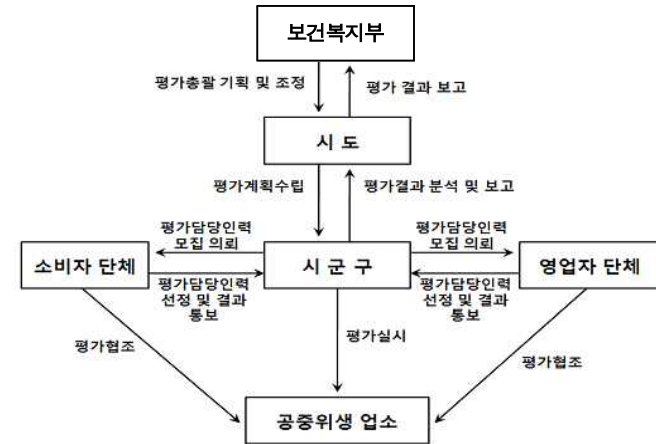 보건복지부
평가총괄 기획 및 조정
평가 결과 보고
시 도
평가계획수립
평가결과 분석 및 보고
평가담당인력
모집 의뢰
평가담당인력
모집 의뢰
소비자 단체
시 군 구
영업자 단체
평가담당인력
선정 및 결과
통보
평가담당인력
선정 및 결과
통보
평가협조
평가실시
평가협조
공중위생 업소